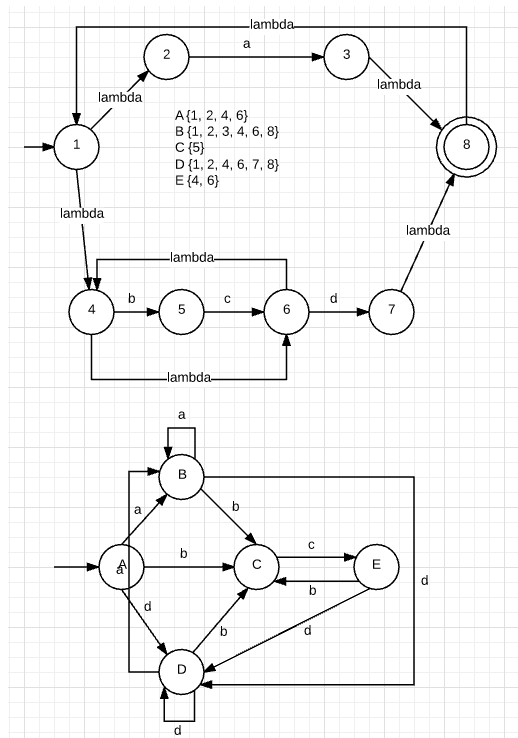 lambda
2
a
3
lambda
lambda
A {1, 2, 4, 6}
B {1, 2, 3, 4, 6, 8}
C {5}
D {1, 2, 4, 6, 7, 8}
E {4, 6}
1
8
lambda
lambda
lambda
4
b
5
c
6
d
7
lambda
a
B
a
b
A
a
b
C
c
E
b
d
d
b
d
D
d